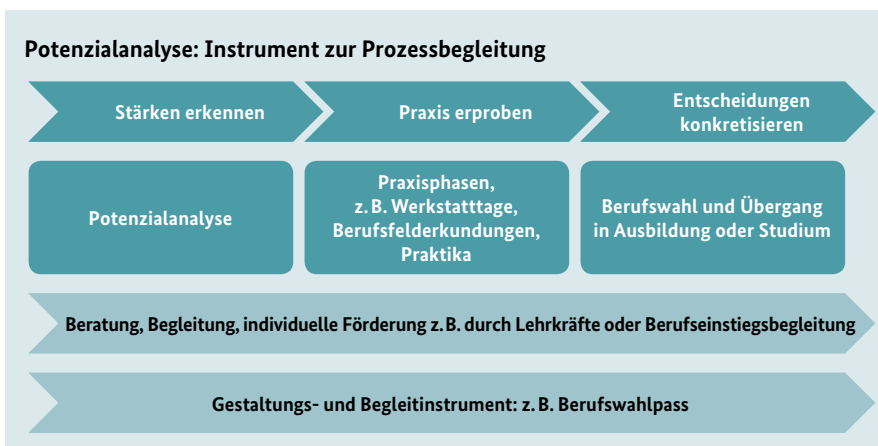 Potenzialanalyse: Instrument zur Prozessbegleitung
Stärken erkennen
Praxis erproben
Entscheidungen
konkretisieren
Potenzialanalyse
Praxisphasen,
z. B. Werkstatttage,
Berufsfelderkundungen,
Praktika
Berufswahl und Übergang
in Ausbildung oder Studium
Beratung, Begleitung, individuelle Förderung z. B. durch Lehrkräfte oder Berufseinstiegsbegleitung
Gestaltungs- und Begleitinstrument: z. B. Berufswahlpass